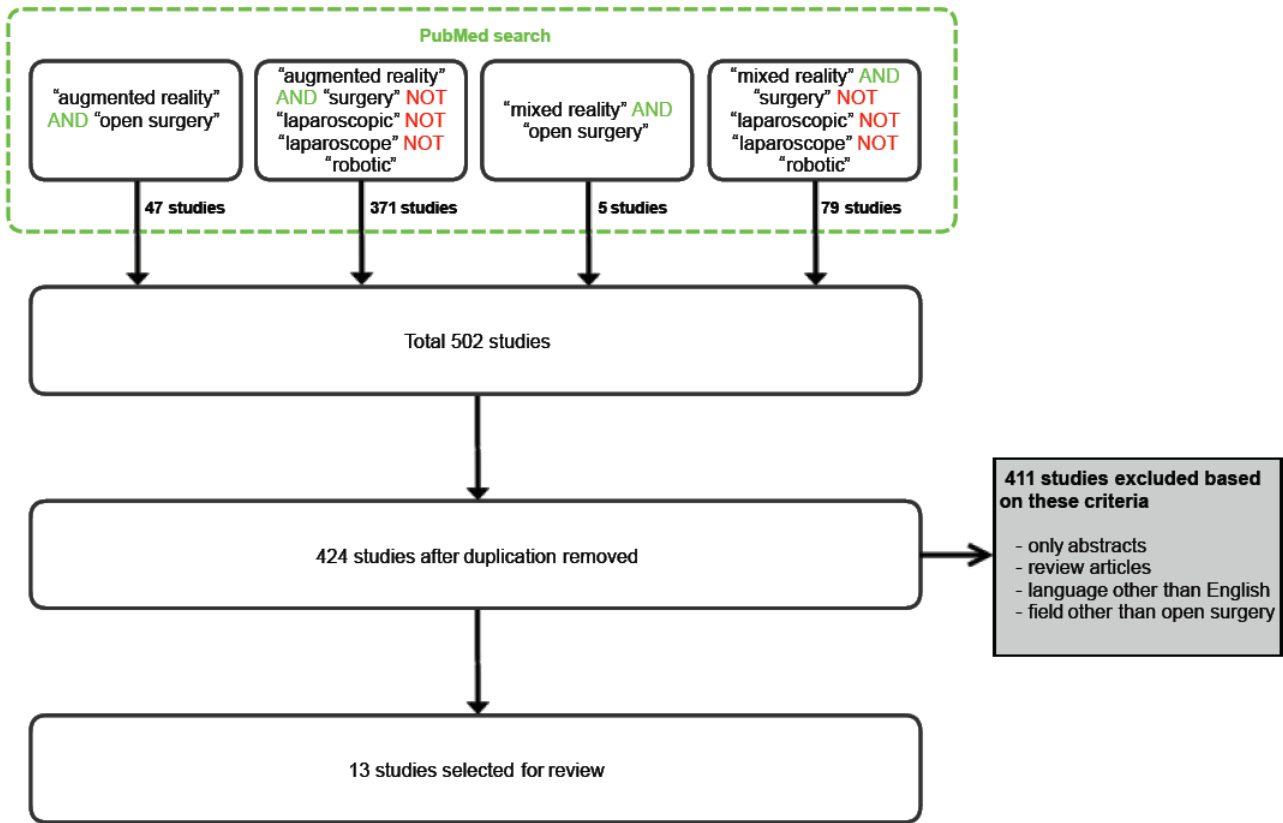 PubMed search
“augmented reality”
AND “open surgery”
“augmented reality”
AND “surgery” NOT
“laparoscopic” NOT
“laparoscope” NOT
“robotic”
“mixed reality” AND
“open surgery”
“mixed reality” AND
“surgery” NOT
“laparoscopic” NOT
“laparoscope” NOT
“robotic”
47 studies
371 studies
5 studies
79 studies
Total 502 studies
424 studies after duplication removed
411 studies excluded based
on these criteria
- only abstracts
- review articles
- language other than English
- field other than open surgery
13 studies selected for review